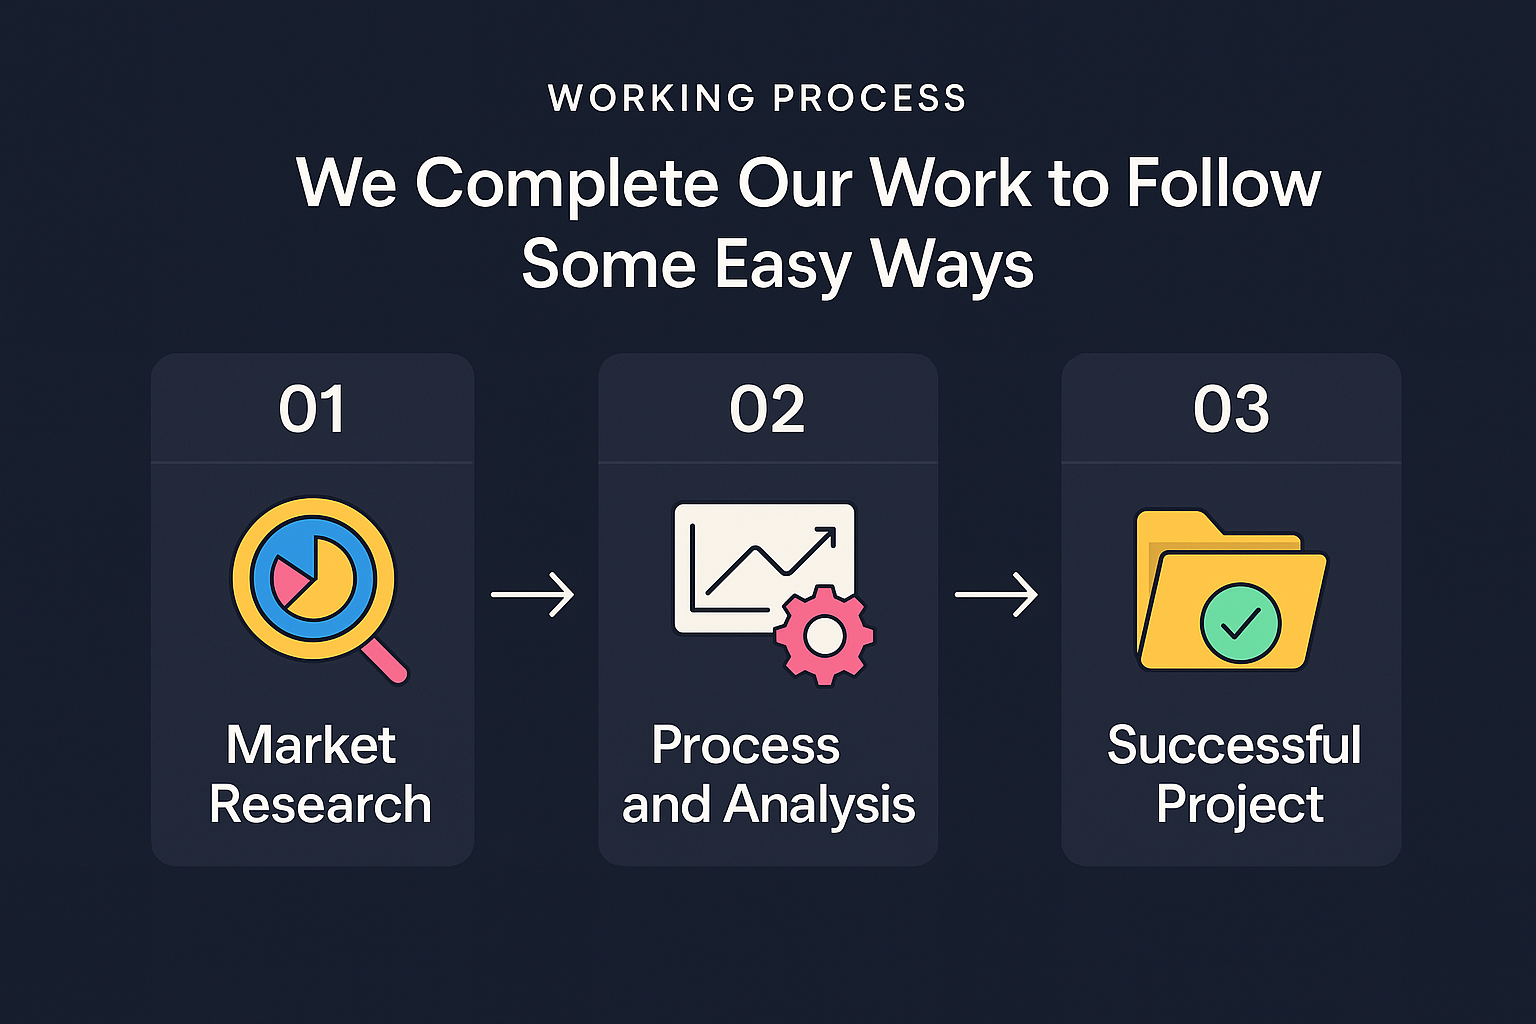 WORKING PROCESS
We Complete Our Work to Follow
Some Easy Ways
01
Market
Research
02
Process
and Analysis
03
Successful
Project